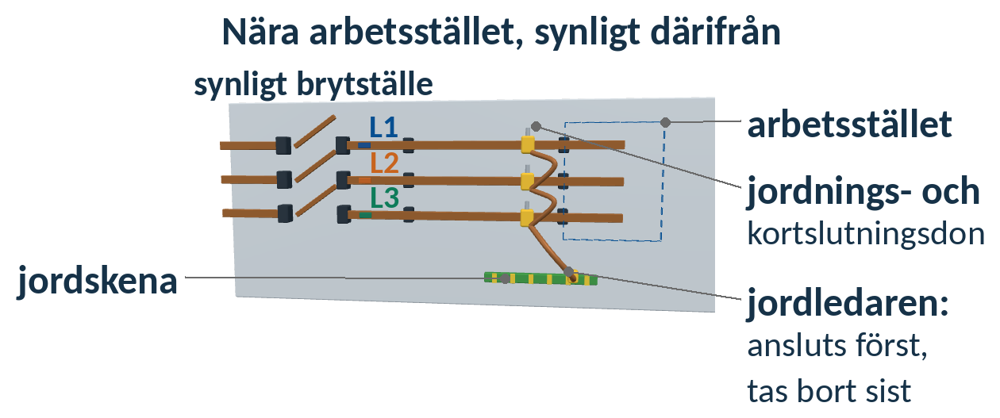 Nära arbetsstället, synligt därifrån
synligt brytställe
L1
L2
L3
arbetsstället
jordnings- och
kortslutningsdon
jordskena
jordledaren:
ansluts först,
tas bort sist